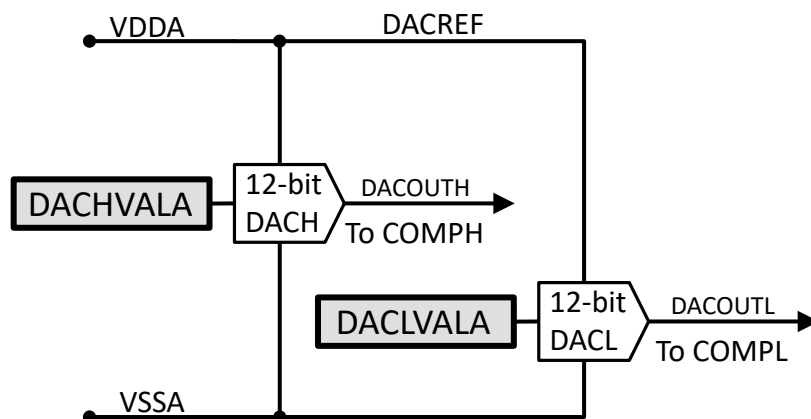 VDDA
DACREF
DACHVALA
12-bit
DACH
DACOUTH
To COMPH
DACLVALA
12-bit
DACL
DACOUTL
To COMPL
VSSA